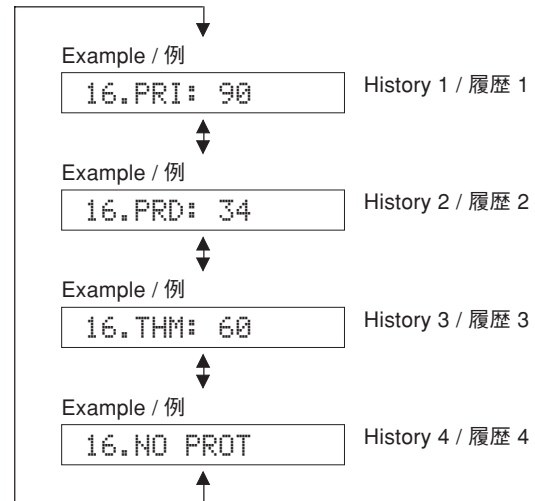 Example / 例
16.PRI: 90
History 1 / 履歴 1
Example / 例
16.PRD: 34
History 2 / 履歴 2
Example / 例
16.THM: 60
History 3 / 履歴 3
Example / 例
16.NO PROT
History 4 / 履歴 4